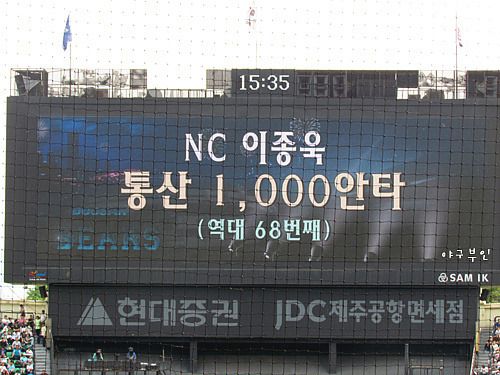 15:35
NC 이종욱
통산 1,000안타
(역대 68번째)
DOOSAN
BEARS
야구부인
SAM IK
현대증권
JDC제주공항면세점